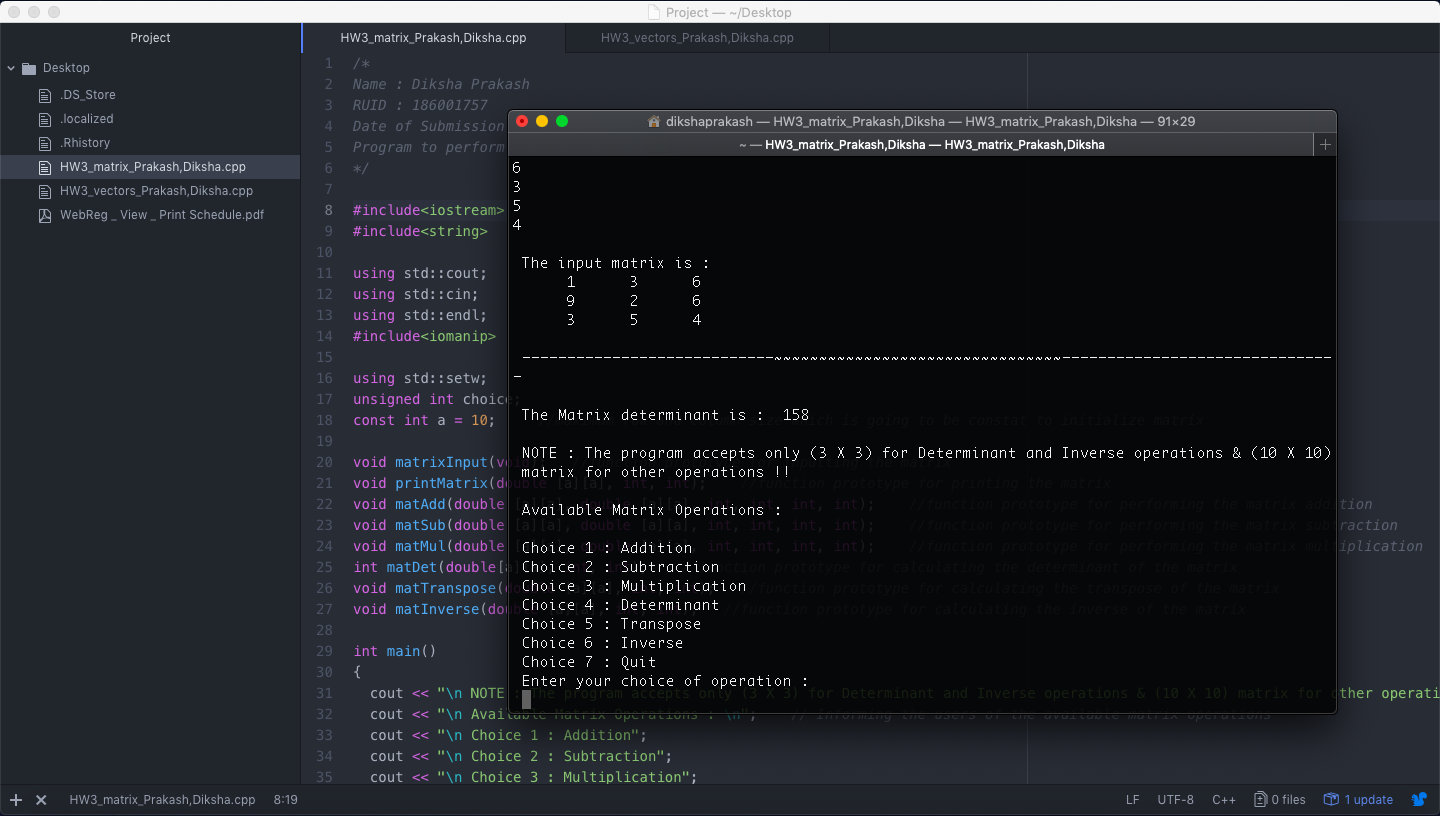 Project — ~/Desktop
Project
Desktop
.DS_Store
.localized
.Rhistory
HW3_matrix_Prakash,Diksha.cpp
HW3_vectors_Prakash,Diksha.cpp
WebReg _ View _ Print Schedule.pdf
HW3_matrix_Prakash,Diksha.cpp
HW3_vectors_Prakash,Diksha.cpp
1 /*
2 Name : Diksha Prakash
3 RUID : 186001757
4 Date of Submission
5 Program to perform
6 */
7
8 #include<iostream>
9 #include<string>
10
11 using std::cout;
12 using std::cin;
13 using std::endl;
14 #include<iomanip>
15
16 using std::setw;
17 unsigned int choice;
18 const int a = 10; which is going to be constat to initialize matrix
19
20 void matrixInput( the matrix
21 void printMatrix(double [a][a], int, int); //function prototype for printing the matrix
22 void matAdd(double [a][a], double [a][a], int, int, int, int); //function prototype for performing the matrix addition
23 void matSub(double [a][a], double [a][a], int, int, int, int); //function prototype for performing the matrix subtraction
24 void matMul(double int, int, int, int); //function prototype for performing the matrix multiplication
25 int matDet(double[a] prototype for calculating the determinant of the matrix
26 void matTranspose(double //function prototype for calculating the transpose of the matrix
27 void matInverse(double //function prototype for calculating the inverse of the matrix
28
29 int main()
30 {
31 cout << "\n NOTE : The program accepts only (3 X 3) for Determinant and Inverse operations & (10 X 10) matrix for other operati
32 cout << "\n Available Matrix Operations : \n"; // Informing the users of the available matrix operations
33 cout << "\n Choice 1 : Addition";
34 cout << "\n Choice 2 : Subtraction";
35 cout << "\n Choice 3 : Multiplication";
dikshaprakash — HW3_matrix_Prakash,Diksha — HW3_matrix_Prakash,Diksha — 91×29
~ — HW3_matrix_Prakash,Diksha — HW3_matrix_Prakash,Diksha
6
3
5
4
The input matrix is :
1 3 6
9 2 6
3 5 4
----------------------------~~~~~~~~~~~~~~~~~~~~~~~~~~~~~~~~------------------------------
-
The Matrix determinant is : 158
NOTE : The program accepts only (3 X 3) for Determinant and Inverse operations & (10 X 10)
matrix for other operations !!
Available Matrix Operations :
Choice 1 : Addition
Choice 2 : Subtraction
Choice 3 : Multiplication
Choice 4 : Determinant
Choice 5 : Transpose
Choice 6 : Inverse
Choice 7 : Quit
Enter your choice of operation :
HW3_matrix_Prakash,Diksha.cpp 8:19
LF UTF-8 C++ 0 files 1 update